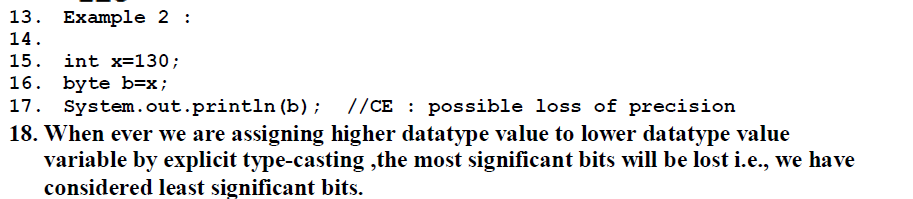 13. Example 2 :
14.
15. int x=130;
16. byte b=x;
17. System.out.println(b); //CE : possible loss of precision
18. When ever we are assigning higher datatype value to lower datatype value
variable by explicit type-casting ,the most significant bits will be lost i.e., we have
considered least significant bits.